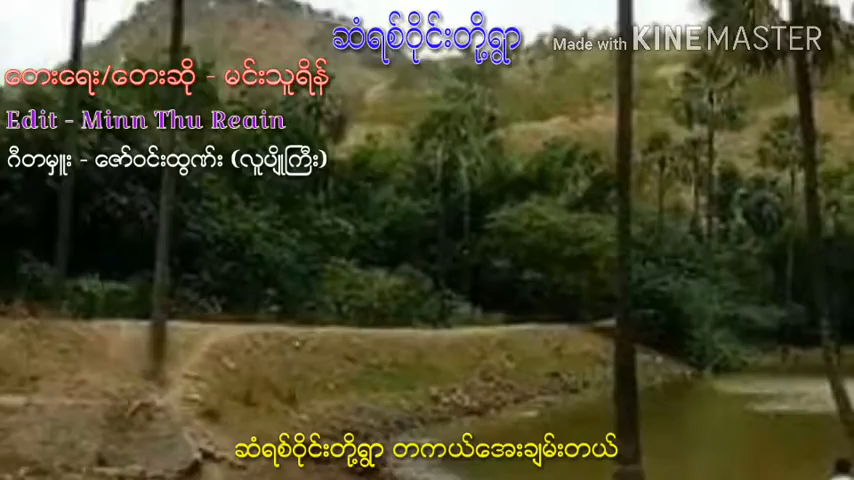 ဆံရစ်ဝိုင်းတို့ရွာ
Made with KINEMASTER
တေးရေး/တေးဆို - မင်းသူရိန်
Edit - Minn Thu Reain
ဂီတမှူး - ဇော်ဝင်းထွဏ်း (လူပျိုကြီး)
ဆံရစ်ဝိုင်းတို့ရွာ တကယ်အေးချမ်းတယ်